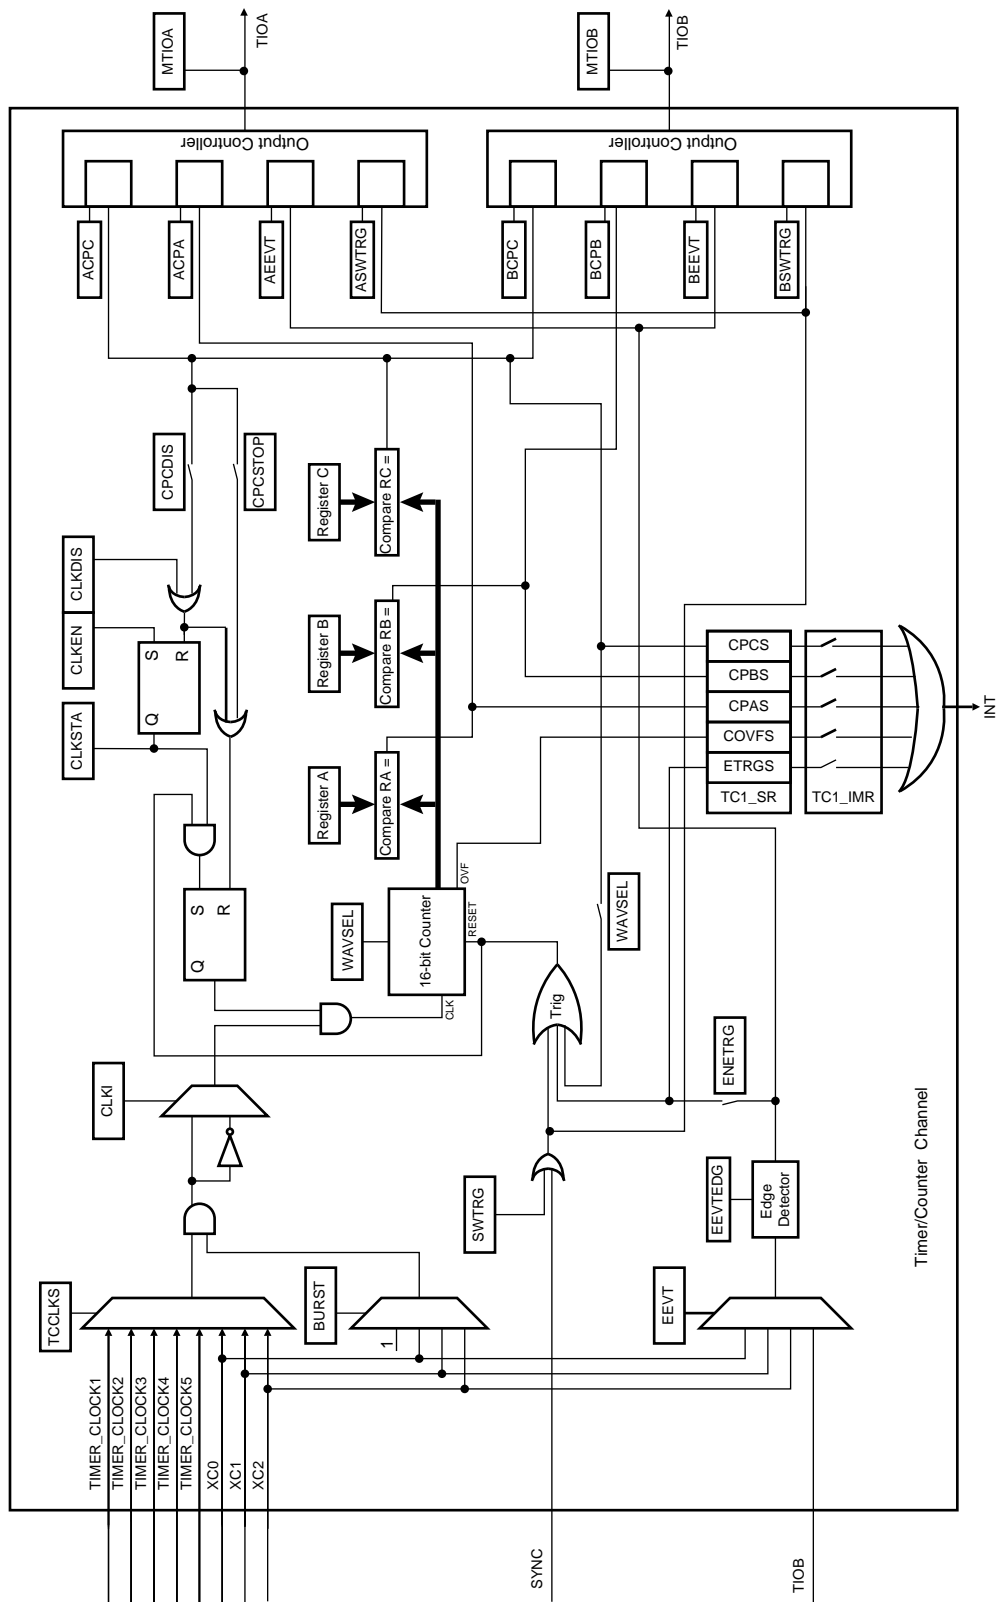 TIMER_CLOCK1
TIMER_CLOCK2
TIMER_CLOCK3
TIMER_CLOCK4
TIMER_CLOCK5
XC0
XC1
XC2
TCCLKS
CLKI
CLKSTA
CLKEN
CLKDIS
Q
S
R
Q
S
R
CPCDIS
CPCSTOP
BURST
1
WAVSEL
Register A
Register B
Register C
Compare RA =
Compare RB =
Compare RC =
16-bit Counter
CLK
RESET
OVF
SYNC
SWTRG
Trig
WAVSEL
TIOB
EEVT
EEVTEDG
Edge
Detector
ENETRG
Timer/Counter Channel
ACPC
ACPA
AEEVT
ASWTRG
Output Controller
MTIOA
TIOA
BCPC
BCPB
BEEVT
BSWTRG
Output Controller
MTIOB
TIOB
CPCS
CPBS
CPAS
COVFS
ETRGS
TC1_SR
TC1_IMR
INT